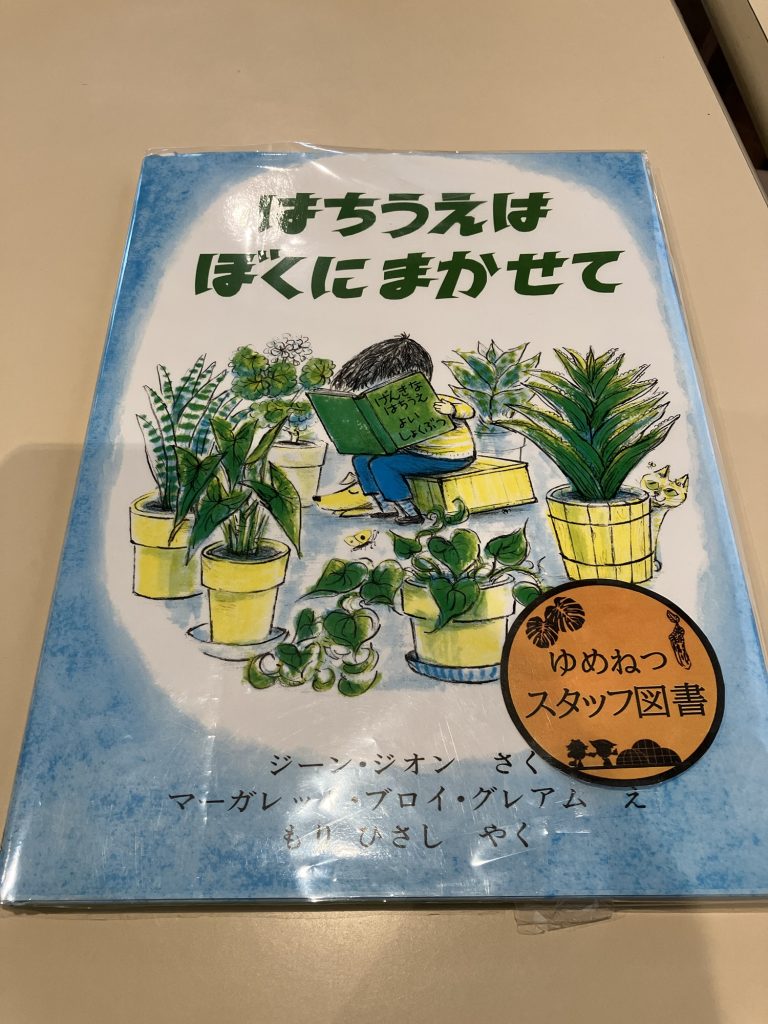 はちうえは
ぼくにまかせて
げんきな
はちうえ
よい
しょくぶつ
ゆめねつ
スタッフ図書
ジーン・ジオン さく
マーガレット・ブロイ・グレアム え
もり ひさし やく